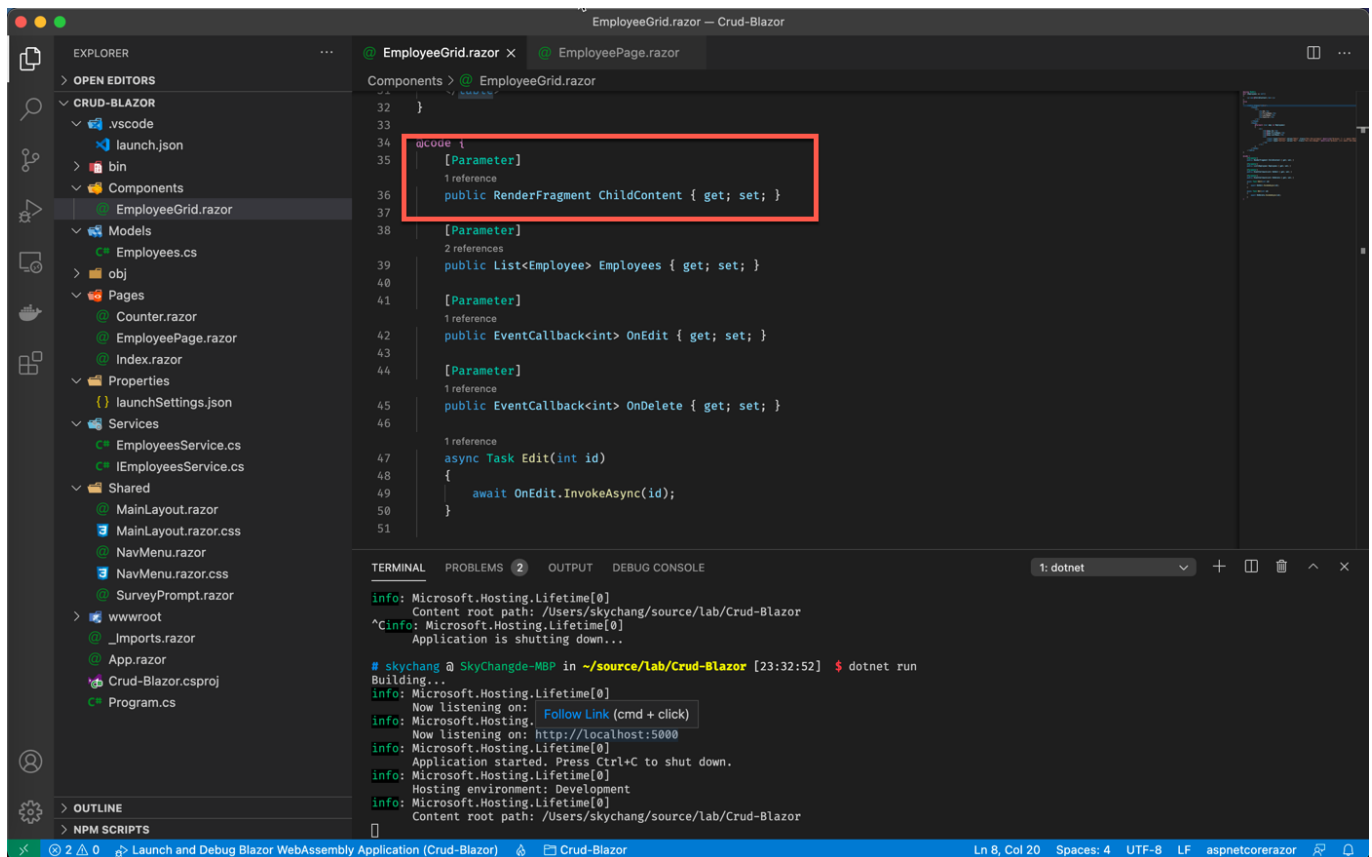 EmployeeGrid.razor — Crud-Blazor
EXPLORER
OPEN EDITORS
CRUD-BLAZOR
.vscode
launch.json
bin
Components
EmployeeGrid.razor
Models
C# Employees.cs
obj
Pages
Counter.razor
EmployeePage.razor
Index.razor
Properties
{} launchSettings.json
Services
C# EmployeesService.cs
C# IEmployeesService.cs
Shared
MainLayout.razor
MainLayout.razor.css
NavMenu.razor
NavMenu.razor.css
SurveyPrompt.razor
wwwroot
_Imports.razor
App.razor
Crud-Blazor.csproj
C# Program.cs
OUTLINE
NPM SCRIPTS
@ EmployeeGrid.razor × @ EmployeePage.razor
Components > @ EmployeeGrid.razor
31 </table>
32 }
33
34 @code {
35 [Parameter]
1 reference
36 public RenderFragment ChildContent { get; set; }
37
38 [Parameter]
2 references
39 public List<Employee> Employees { get; set; }
40
41 [Parameter]
1 reference
42 public EventCallback<int> OnEdit { get; set; }
43
44 [Parameter]
1 reference
45 public EventCallback<int> OnDelete { get; set; }
46
1 reference
47 async Task Edit(int id)
48 {
49 await OnEdit.InvokeAsync(id);
50 }
51
TERMINAL PROBLEMS 2 OUTPUT DEBUG CONSOLE 1: dotnet
info: Microsoft.Hosting.Lifetime[0]
Content root path: /Users/skychang/source/lab/Crud-Blazor
^Cinfo: Microsoft.Hosting.Lifetime[0]
Application is shutting down...
# skychang @ SkyChangde-MBP in ~/source/lab/Crud-Blazor [23:32:52] $ dotnet run
Building...
info: Microsoft.Hosting.Lifetime[0]
Now listening on:
Follow Link (cmd + click)
info: Microsoft.Hosting.
Now listening on: http://localhost:5000
info: Microsoft.Hosting.Lifetime[0]
Application started. Press Ctrl+C to shut down.
info: Microsoft.Hosting.Lifetime[0]
Hosting environment: Development
info: Microsoft.Hosting.Lifetime[0]
Content root path: /Users/skychang/source/lab/Crud-Blazor
2 0 Launch and Debug Blazor WebAssembly Application (Crud-Blazor) Crud-Blazor Ln 8, Col 20 Spaces: 4 UTF-8 LF aspnetcorerazor